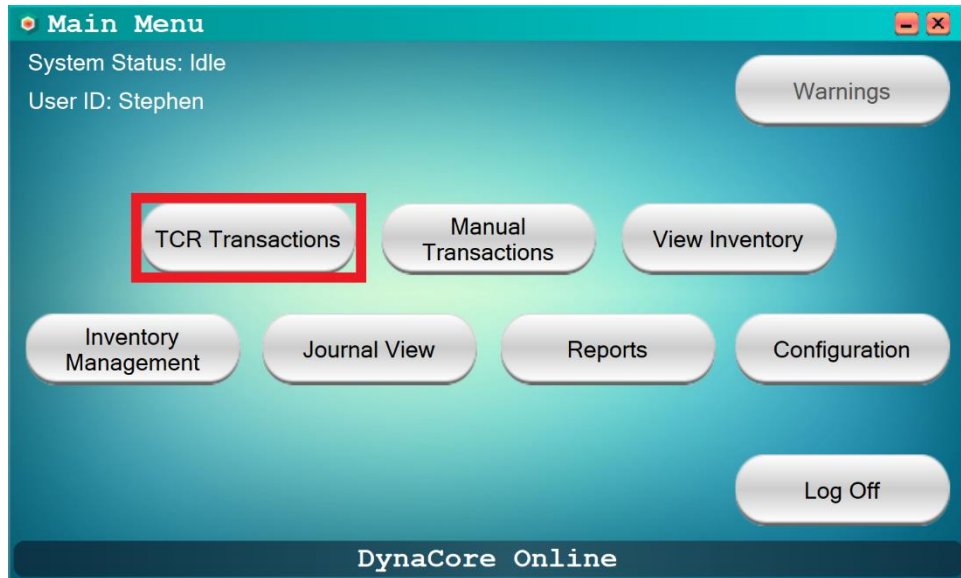 Main Menu
System Status: Idle
User ID: Stephen
Warnings
TCR Transactions
Manual
Transactions
View Inventory
Inventory
Management
Journal View
Reports
Configuration
Log Off
DynaCore Online